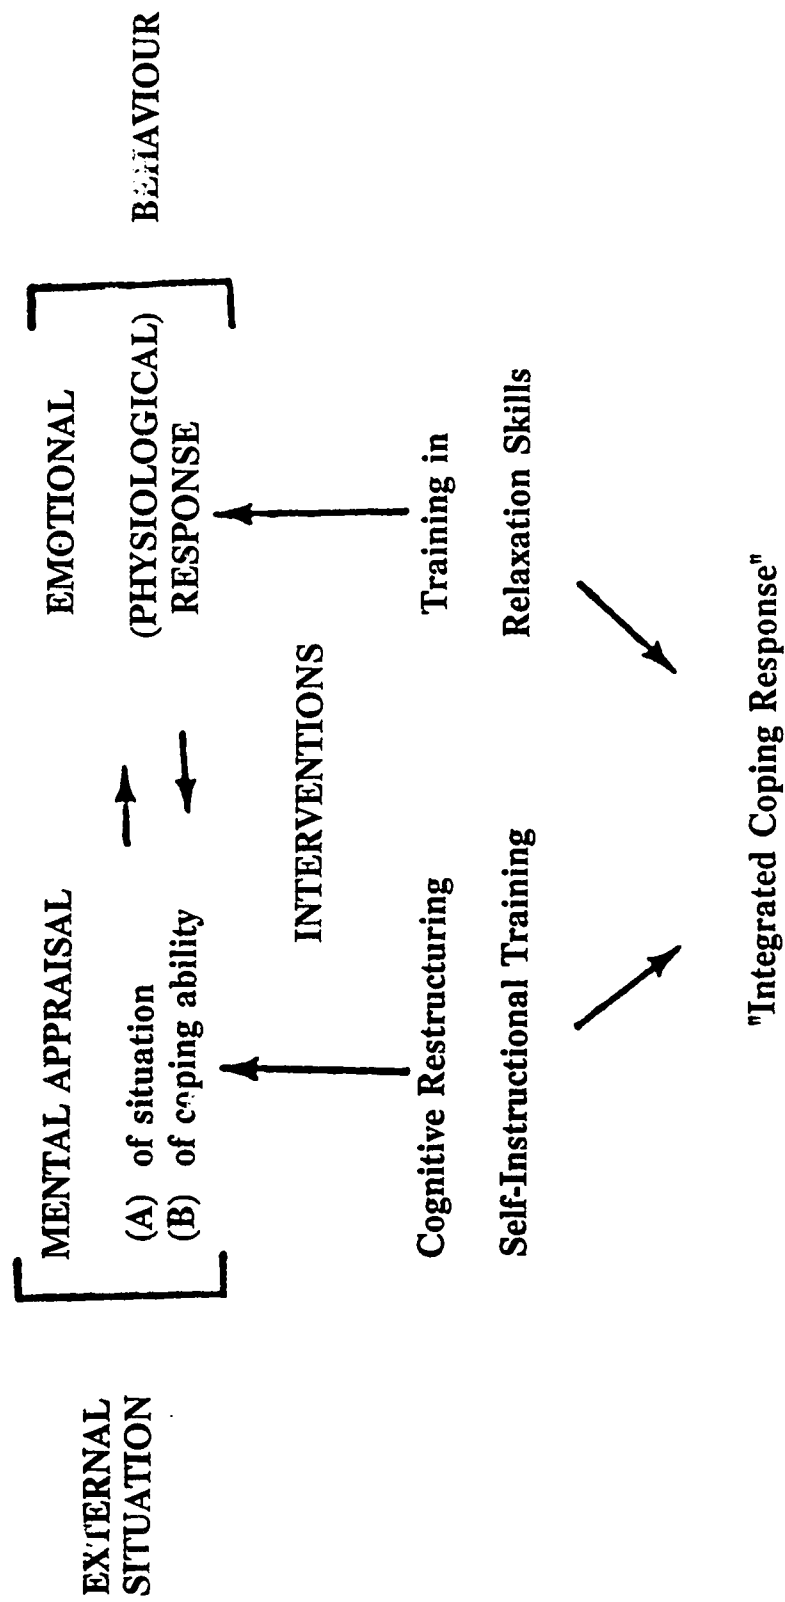 EXTERNAL
SITUATION
MENTAL APPRAISAL
(A) of situation
(B) of coping ability
EMOTIONAL
(PHYSIOLOGICAL)
RESPONSE
BEHAVIOUR
INTERVENTIONS
Cognitive Restructuring
Self-Instructional Training
Training in
Relaxation Skills
"Integrated Coping Response"